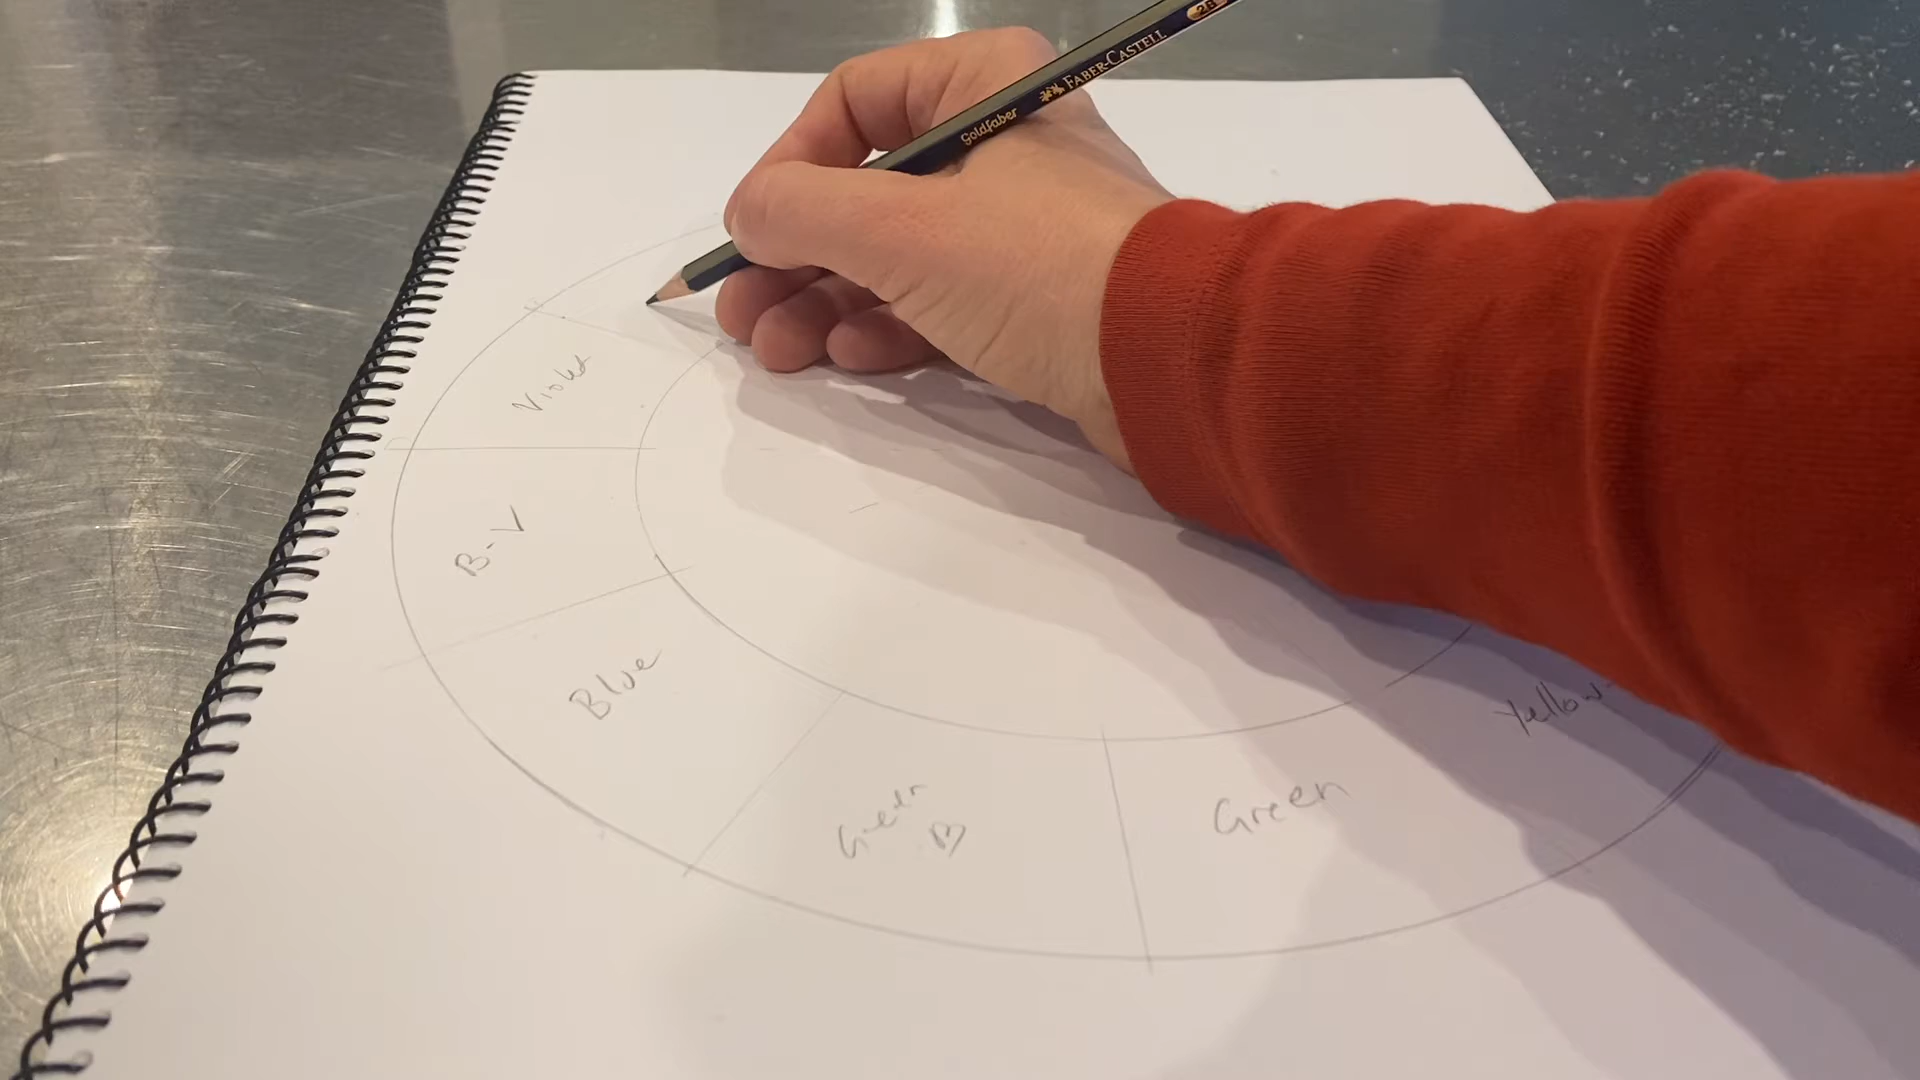 2B
FABER-CASTELL
Goldfaber
Violet
B-V
Blue
Green
B
Green
Yellow-